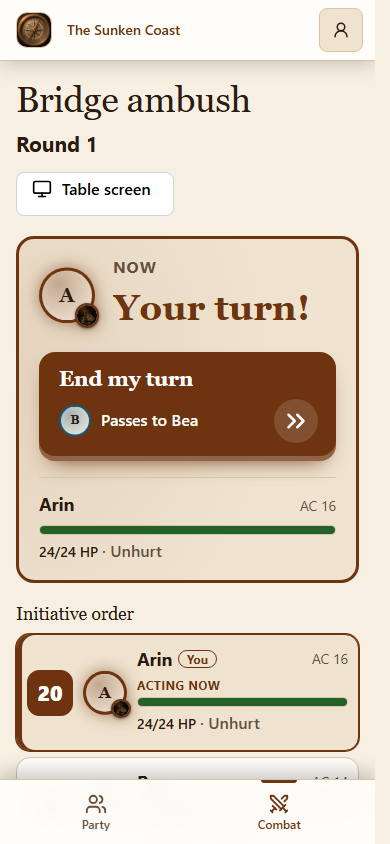 The Sunken Coast
Bridge ambush
Round 1
Table screen
A
NOW
Your turn!
End my turn
B
Passes to Bea
Arin
AC 16
24/24 HP · Unhurt
Initiative order
20
A
Arin
You
AC 16
ACTING NOW
24/24 HP · Unhurt
Party
Combat